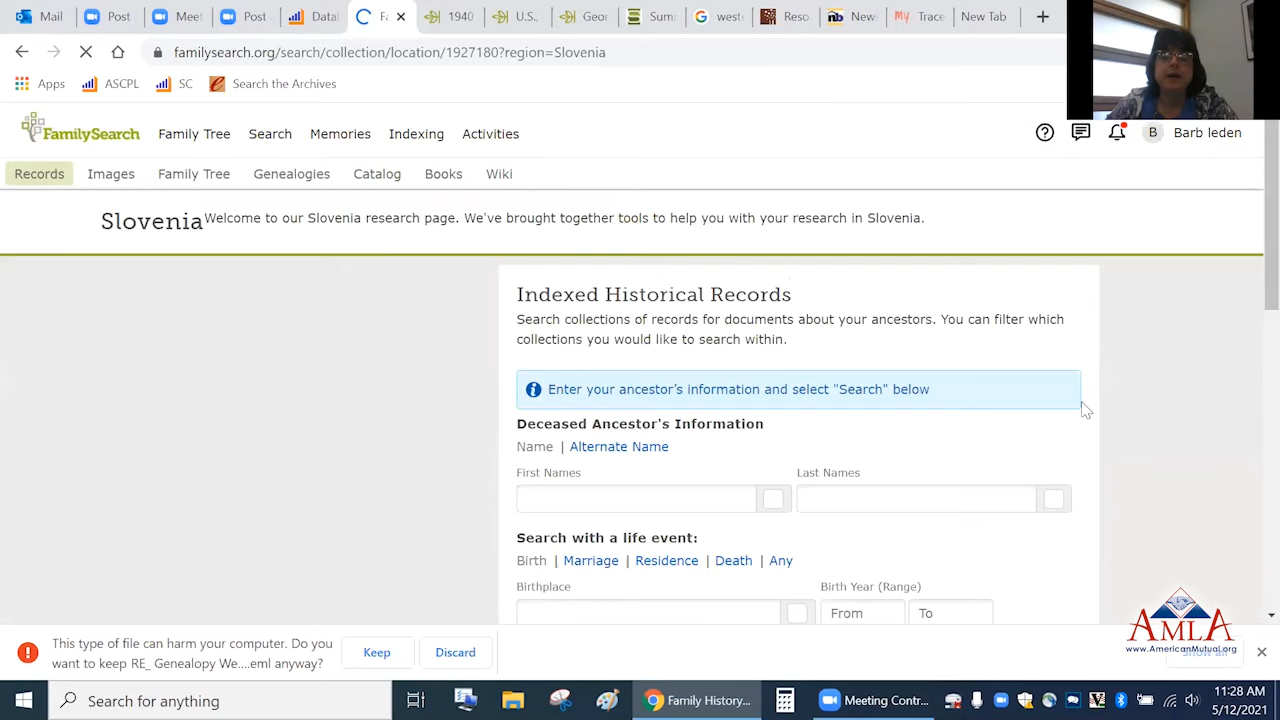 Mail
Post
Meet
Post
Datal
Fa
1940
U.S.,
Geor
Sum
west
Reso
New
Trace
New Tab
familysearch.org/search/collection/location/1927180?region=Slovenia
Apps
ASCPL
SC
Search the Archives
FamilySearch
Family Tree
Search
Memories
Indexing
Activities
B
Barb leden
Records
Images
Family Tree
Genealogies
Catalog
Books
Wiki
Slovenia
Welcome to our Slovenia research page. We've brought together tools to help you with your research in Slovenia.
Indexed Historical Records
Search collections of records for documents about your ancestors. You can filter which
collections you would like to search within.
Enter your ancestor's information and select "Search" below
Deceased Ancestor's Information
Name | Alternate Name
First Names
Last Names
Search with a life event:
Birth | Marriage | Residence | Death | Any
Birthplace
Birth Year (Range)
From
To
This type of file can harm your computer. Do you
want to keep RE_ Genealopy We....eml anyway?
Keep
Discard
AMLA
www.AmericanMutual.org
Show all
Search for anything
Family History...
Meeting Contr...
11:28 AM
5/12/2021